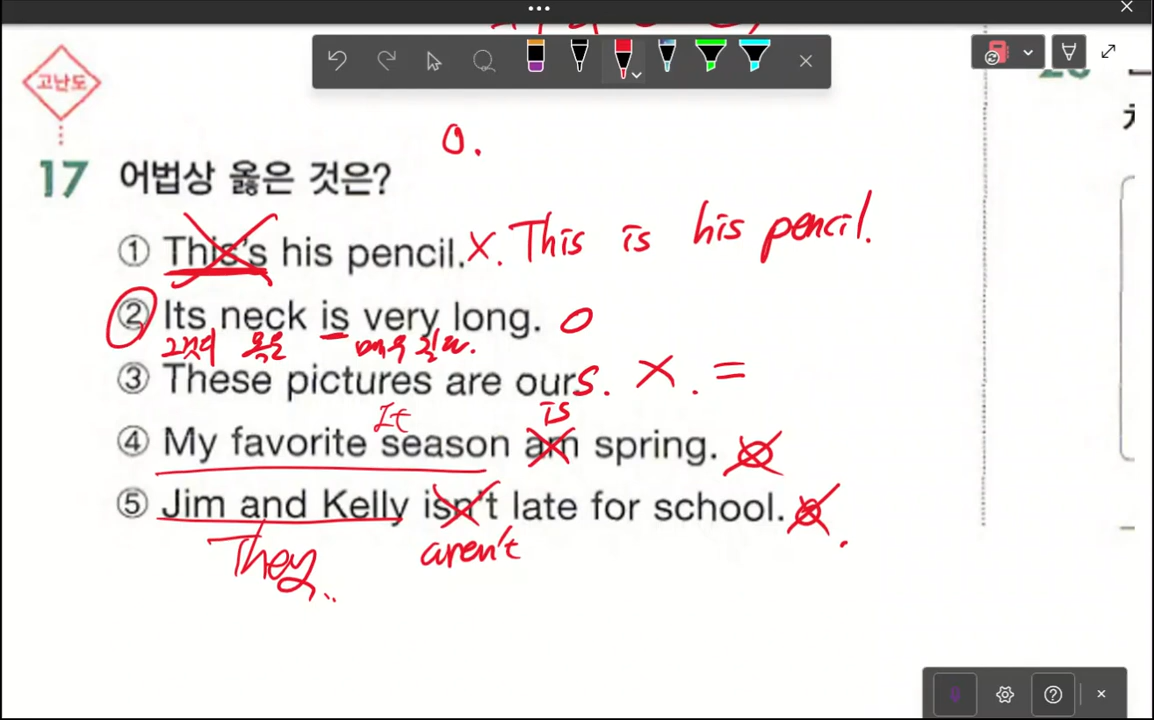 고난도
O.
17 어법상 옳은 것은?
① This's his pencil. X. This is his pencil.
② Its neck is very long. O
그것의 목은 매우 길다.
③ These pictures are ours. X. =
It is
④ My favorite season am spring.
⑤ Jim and Kelly isn't late for school.
They.. aren't